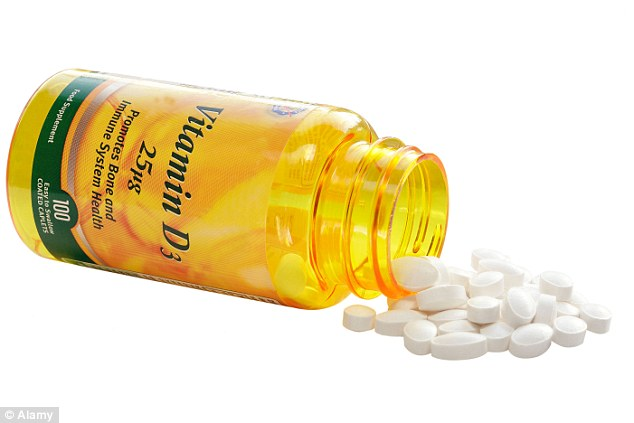 Food Supplement
Vitamin D3
25µg
Promotes Bone and
Immune System Health
100
Easy to Swallow
COATED CAPLETS
© Alamy